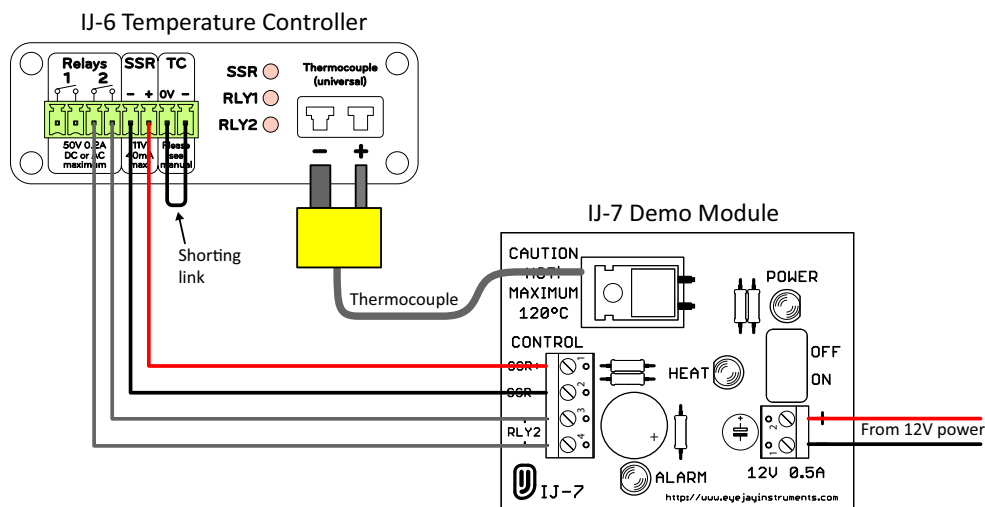 IJ-6 Temperature Controller
Relays
1 2
SSR
- +
TC
0V -
50V 0.2A
DC or AC
maximum
11V
40mA
max
Please
see
manual
SSR
RLY1
RLY2
Thermocouple
(universal)
- +
Shorting
link
Thermocouple
IJ-7 Demo Module
CAUTION
HOT!
MAXIMUM
120°C
POWER
OFF
ON
CONTROL
SSR+
SSR-
RLY2
1
2
3
4
HEAT
+
+
ALARM
IJ-7
2
1
+
From 12V power
12V 0.5A
http://www.eyejayinstruments.com